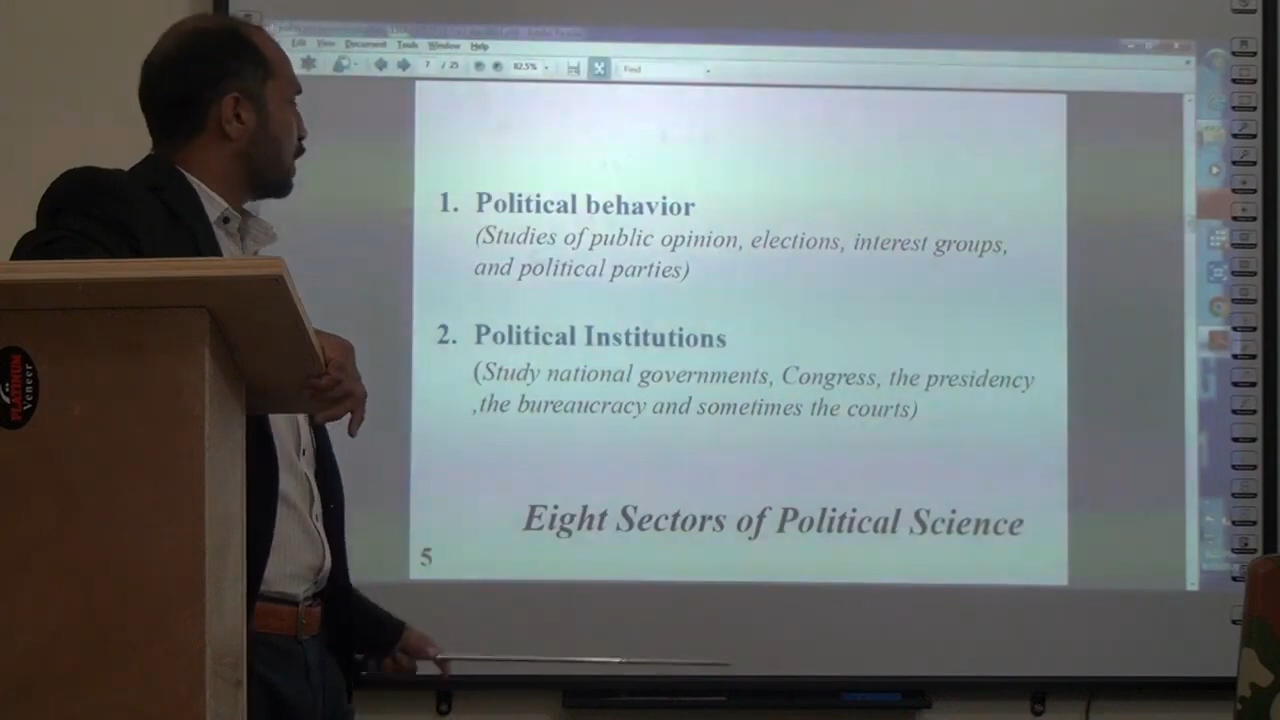 Edit View Document Tools Window Help
7 / 25 82.5% Find
1. Political behavior
(Studies of public opinion, elections, interest groups,
and political parties)
2. Political Institutions
(Study national governments, Congress, the presidency
,the bureaucracy and sometimes the courts)
Eight Sectors of Political Science
5
PLATINUM
Veneer